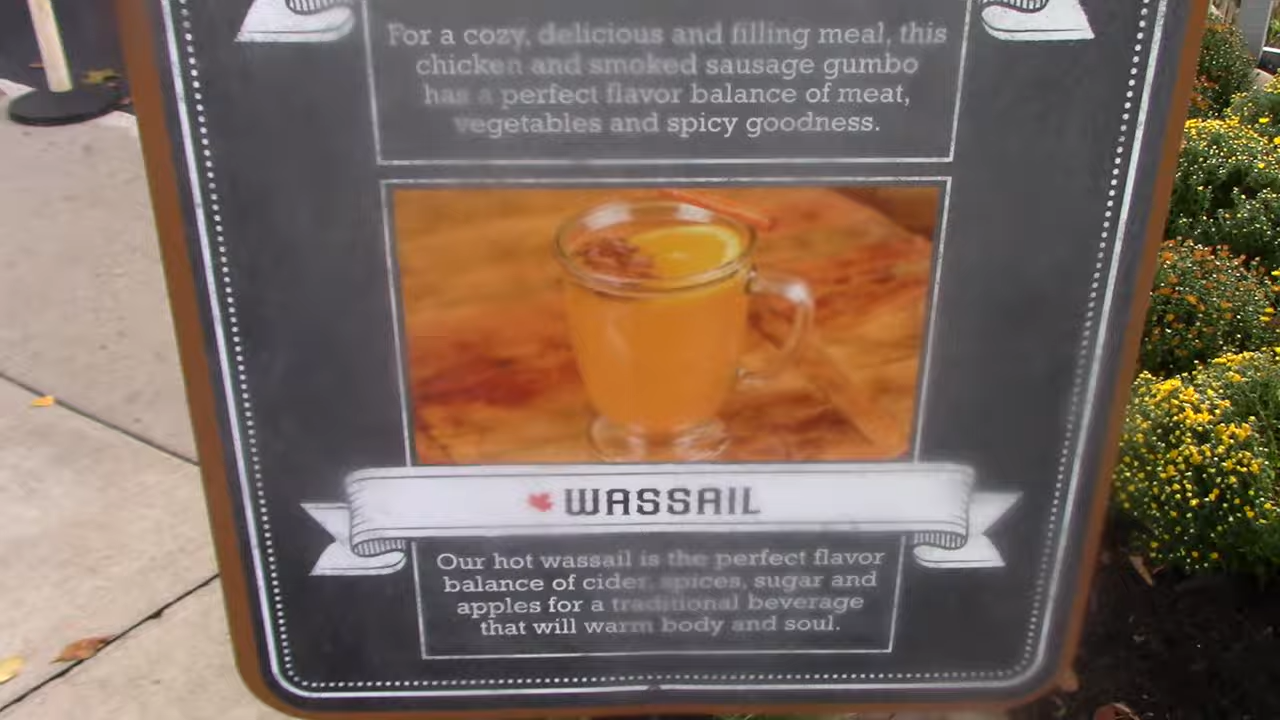 For a cozy, delicious and filling meal, this
chicken and smoked sausage gumbo
has a perfect flavor balance of meat,
vegetables and spicy goodness.
WASSAIL
Our hot wassail is the perfect flavor
balance of cider, spices, sugar and
apples for a traditional beverage
that will warm body and soul.